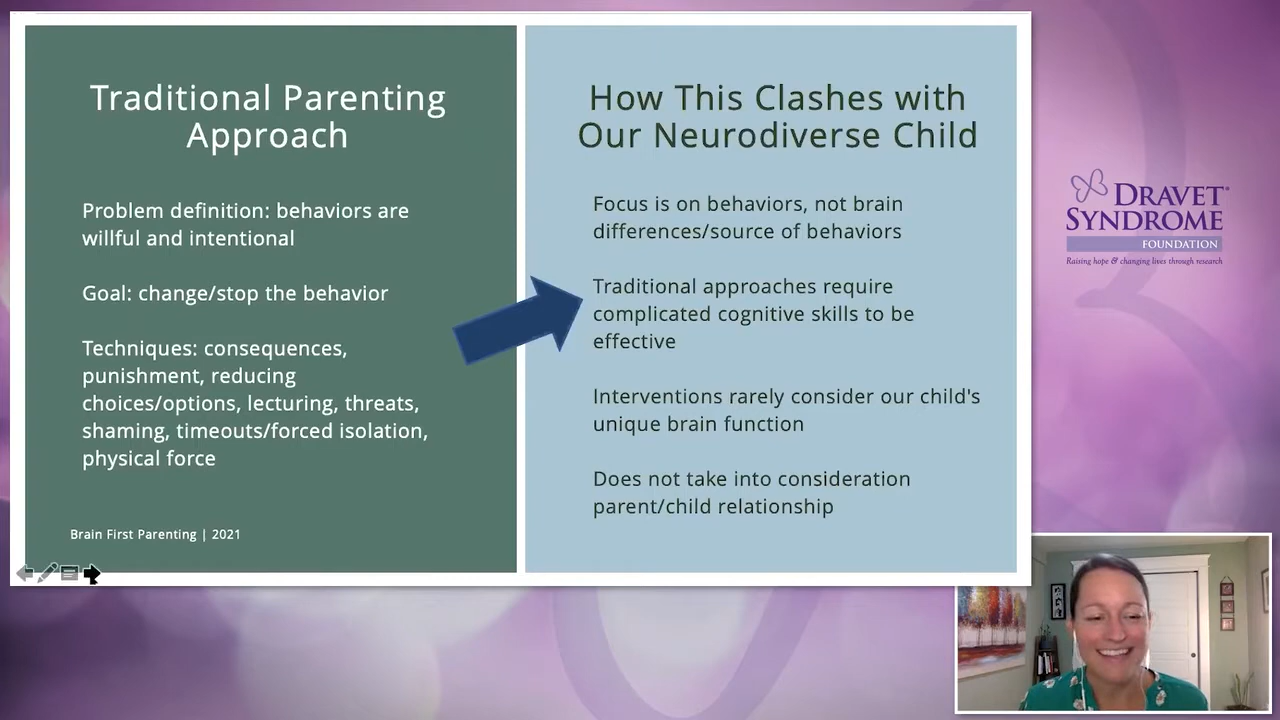 Traditional Parenting
Approach
Problem definition: behaviors are
willful and intentional
Goal: change/stop the behavior
Techniques: consequences,
punishment, reducing
choices/options, lecturing, threats,
shaming, timeouts/forced isolation,
physical force
Brain First Parenting | 2021
How This Clashes with
Our Neurodiverse Child
Focus is on behaviors, not brain
differences/source of behaviors
Traditional approaches require
complicated cognitive skills to be
effective
Interventions rarely consider our child's
unique brain function
Does not take into consideration
parent/child relationship
DRAVET
SYNDROME
FOUNDATION
Raising hope & changing lives through research